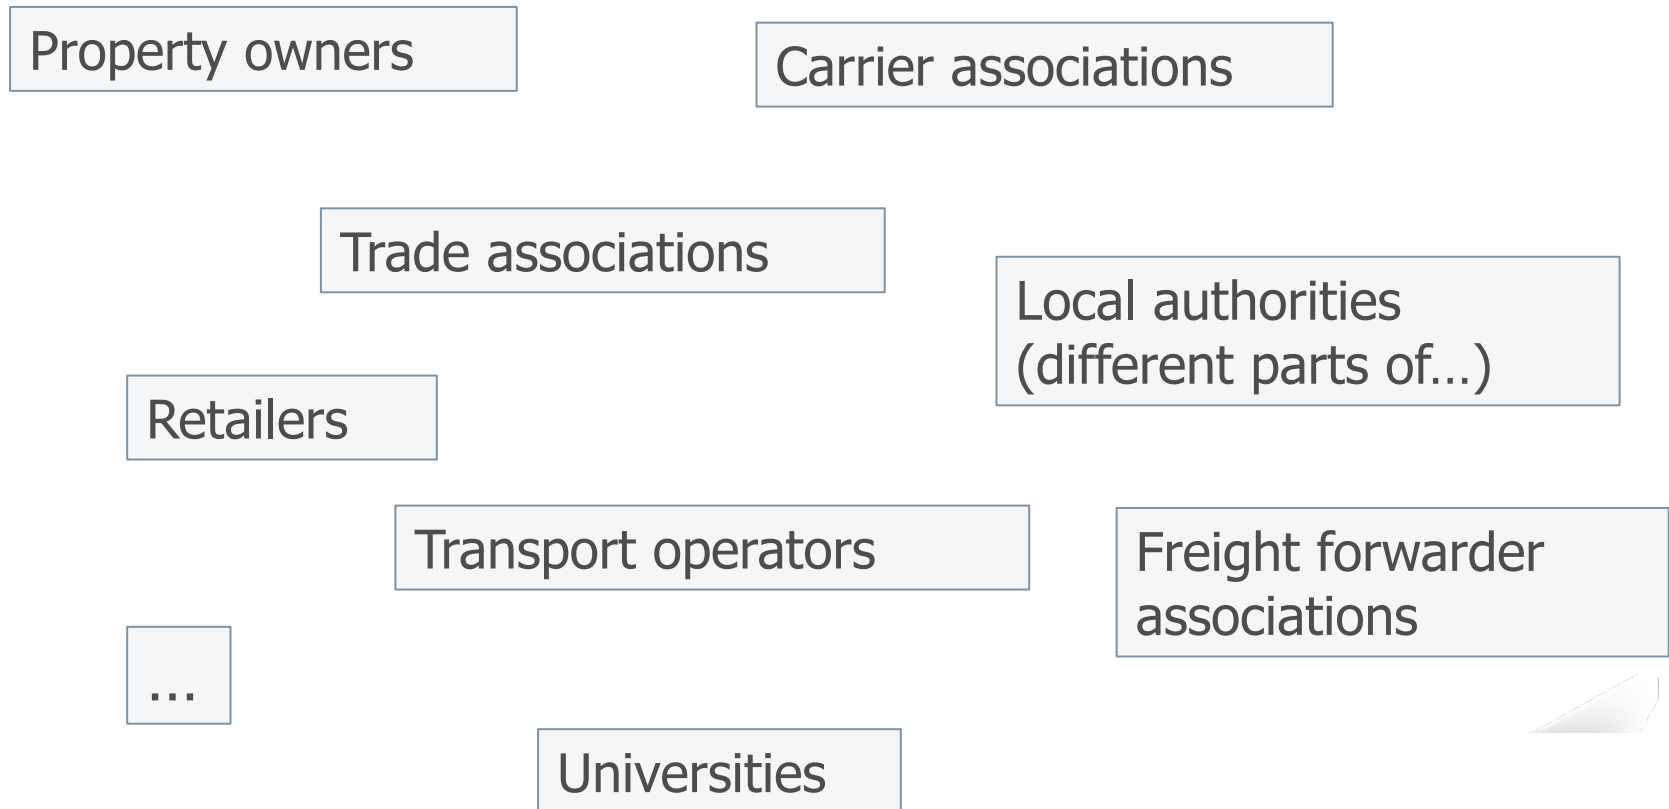 Property owners
Carrier associations
Trade associations
Local authorities
(different parts of...)
Retailers
Transport operators
Freight forwarder
associations
...
Universities